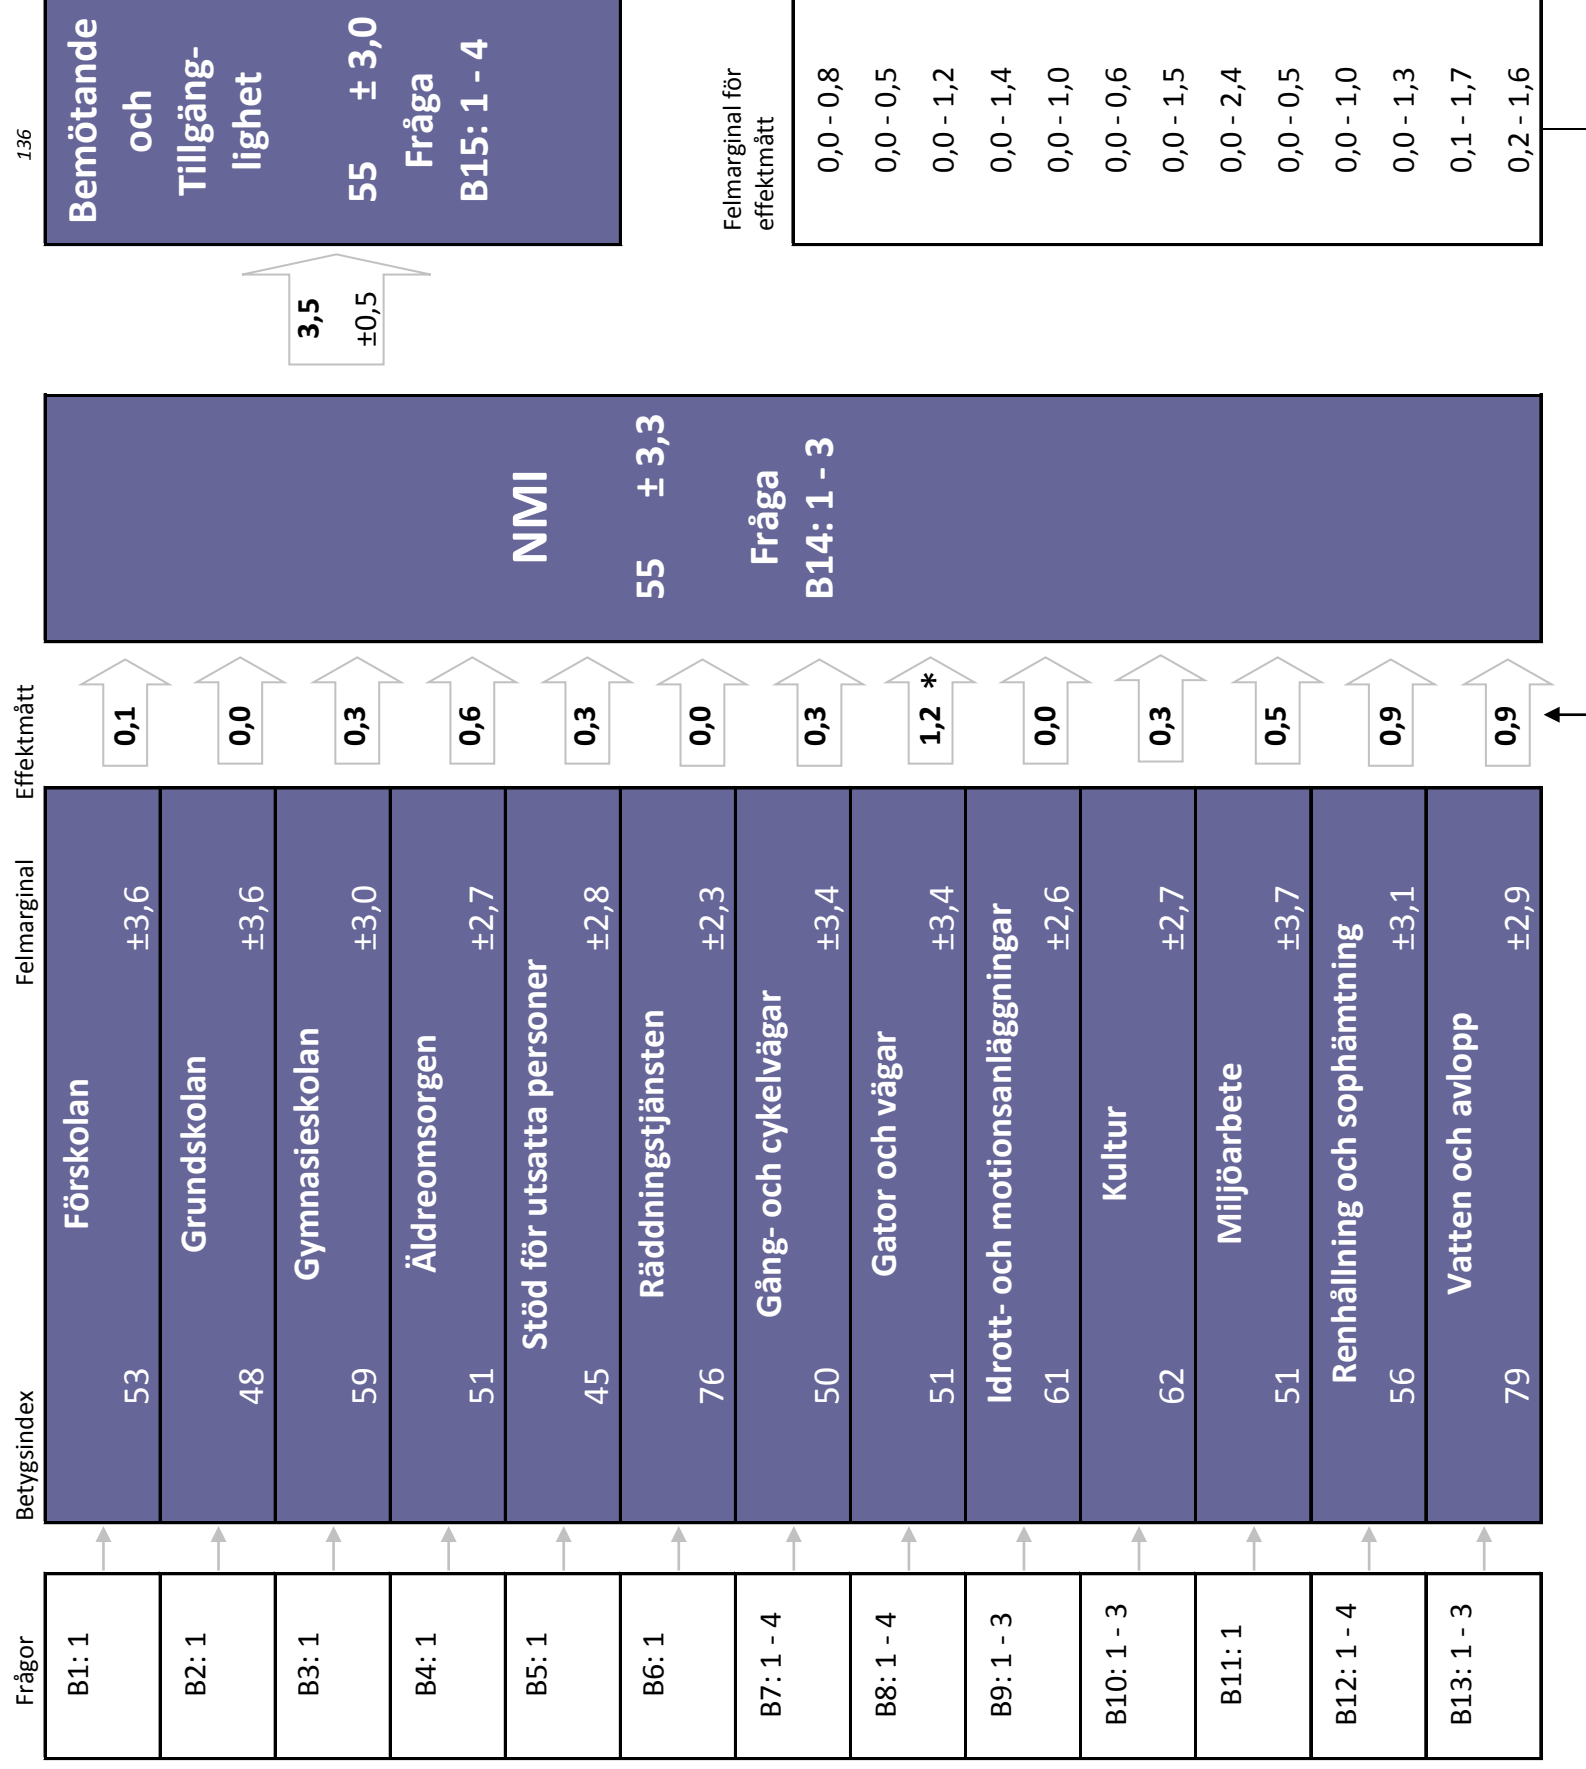 136
Frågor
Betygsindex
Felmarginal
Effektmått
B1: 1
Förskolan
53
±3,6
0,1
B2: 1
Grundskolan
48
±3,6
0,0
B3: 1
Gymnasieskolan
59
±3,0
0,3
B4: 1
Äldreomsorgen
51
±2,7
0,6
B5: 1
Stöd för utsatta personer
45
±2,8
0,3
B6: 1
Räddningstjänsten
76
±2,3
0,0
B7: 1 - 4
Gång- och cykelvägar
50
±3,4
0,3
B8: 1 - 4
Gator och vägar
51
±3,4
1,2 *
B9: 1 - 3
Idrott- och motionsanläggningar
61
±2,6
0,0
B10: 1 - 3
Kultur
62
±2,7
0,3
B11: 1
Miljöarbete
51
±3,7
0,5
B12: 1 - 4
Renhållning och sophämtning
56
±3,1
0,9
B13: 1 - 3
Vatten och avlopp
79
±2,9
0,9
NMI
55 ± 3,3
Fråga
B14: 1 - 3
3,5
±0,5
Bemötande
och
Tillgäng-
lighet
55 ± 3,0
Fråga
B15: 1 - 4
Felmarginal för
effektmått
0,0 - 0,8
0,0 - 0,5
0,0 - 1,2
0,0 - 1,4
0,0 - 1,0
0,0 - 0,6
0,0 - 1,5
0,0 - 2,4
0,0 - 0,5
0,0 - 1,0
0,0 - 1,3
0,1 - 1,7
0,2 - 1,6